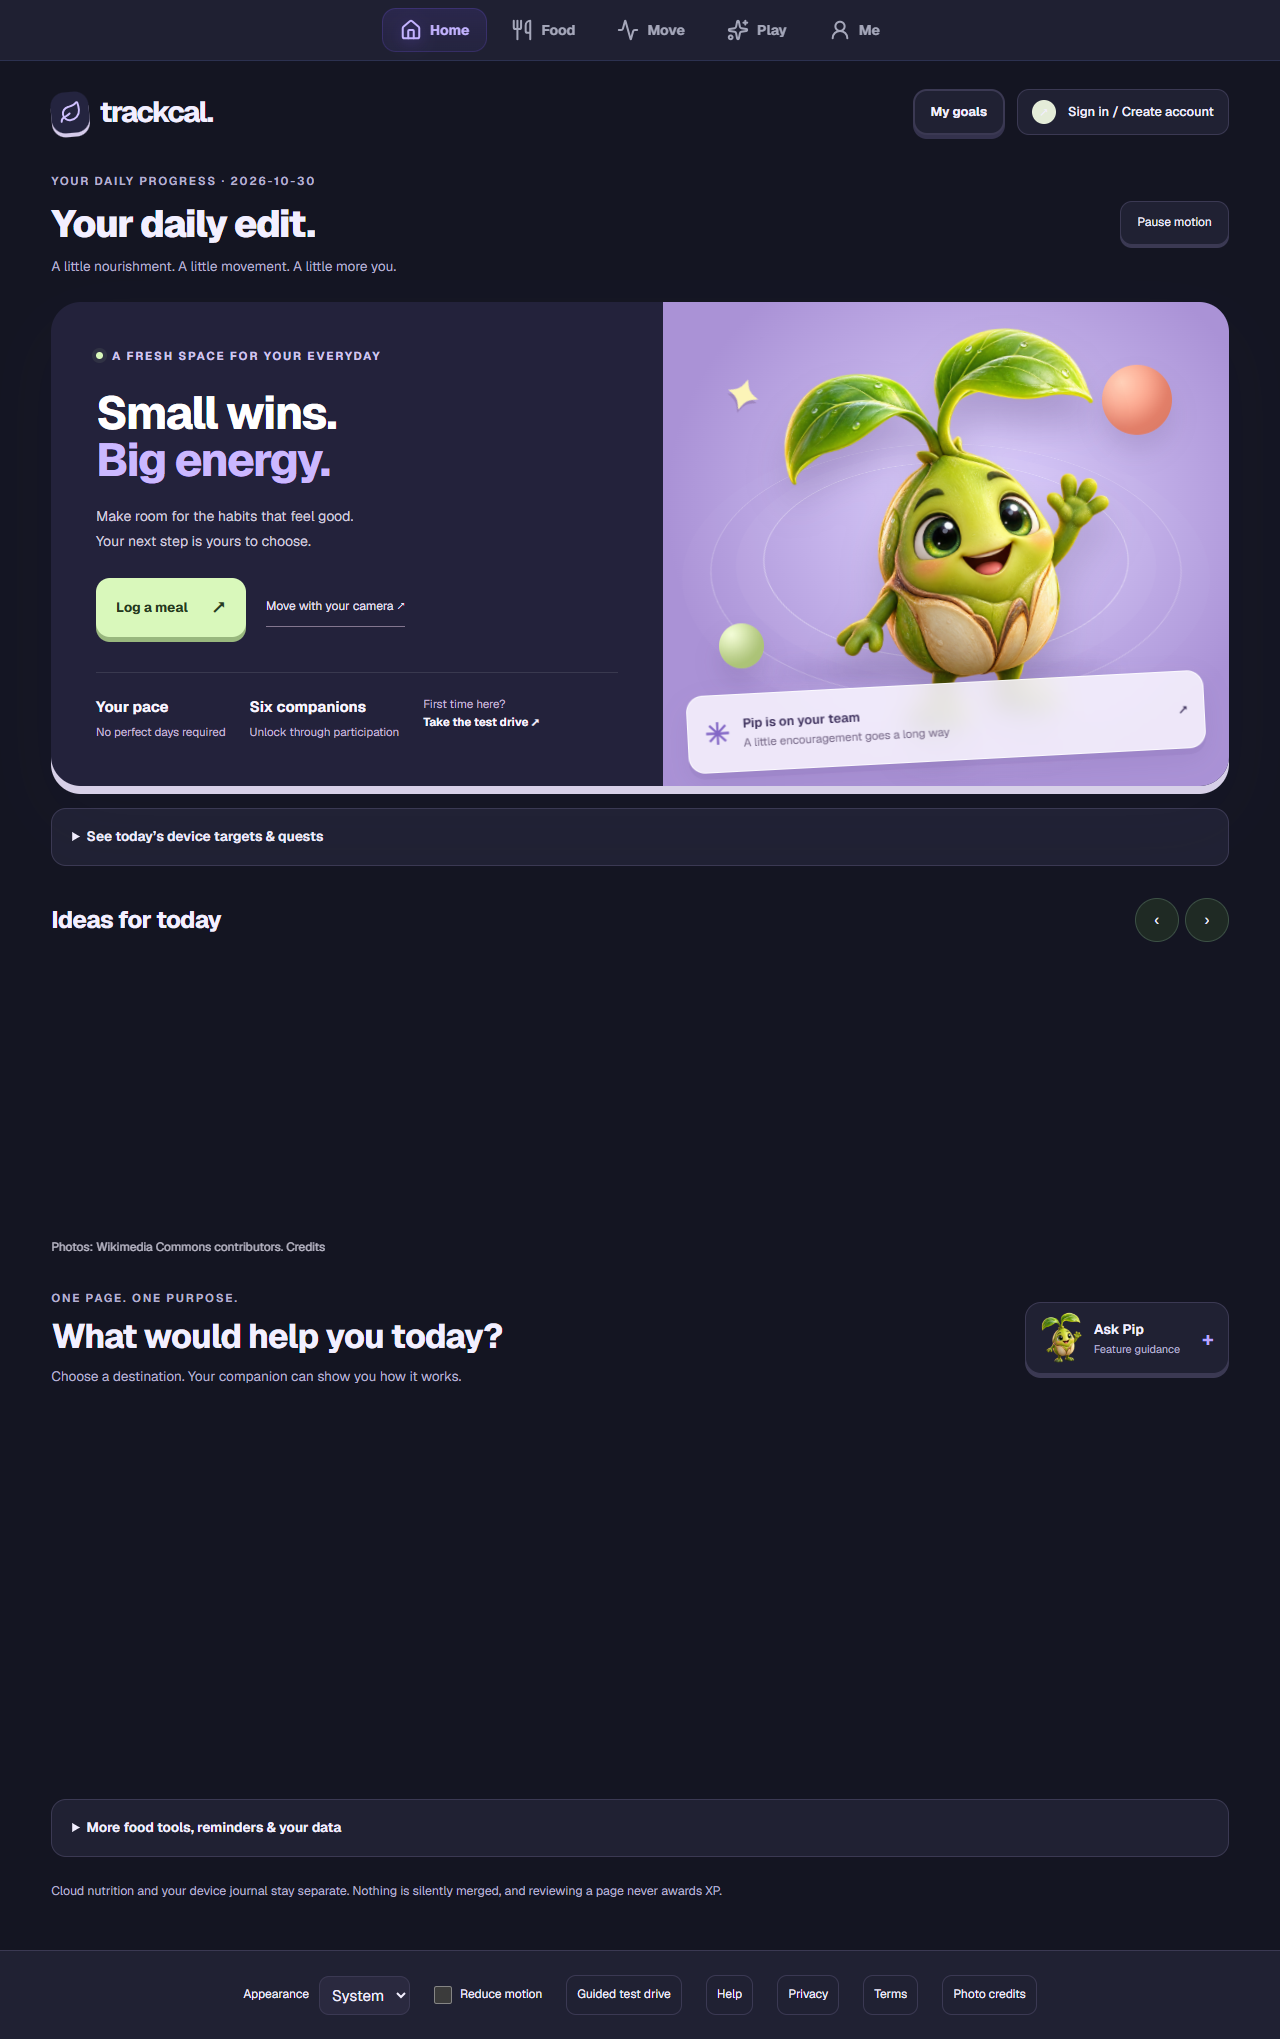 Home
Food
Move
Play
Me
trackcal.
My goals
Sign in / Create account
YOUR DAILY PROGRESS · 2026-10-30
Your daily edit.
Pause motion
A little nourishment. A little movement. A little more you.
A FRESH SPACE FOR YOUR EVERYDAY
Small wins.
Big energy.
Make room for the habits that feel good.
Your next step is yours to choose.
Log a meal ↗
Move with your camera ↗
Your pace
No perfect days required
Six companions
Unlock through participation
First time here?
Take the test drive ↗
Pip is on your team
A little encouragement goes a long way
↗
▶ See today's device targets & quests
Ideas for today
‹ ›
Photos: Wikimedia Commons contributors. Credits
ONE PAGE. ONE PURPOSE.
What would help you today?
Choose a destination. Your companion can show you how it works.
Ask Pip
Feature guidance
+
▶ More food tools, reminders & your data
Cloud nutrition and your device journal stay separate. Nothing is silently merged, and reviewing a page never awards XP.
Appearance
System
Reduce motion
Guided test drive
Help
Privacy
Terms
Photo credits